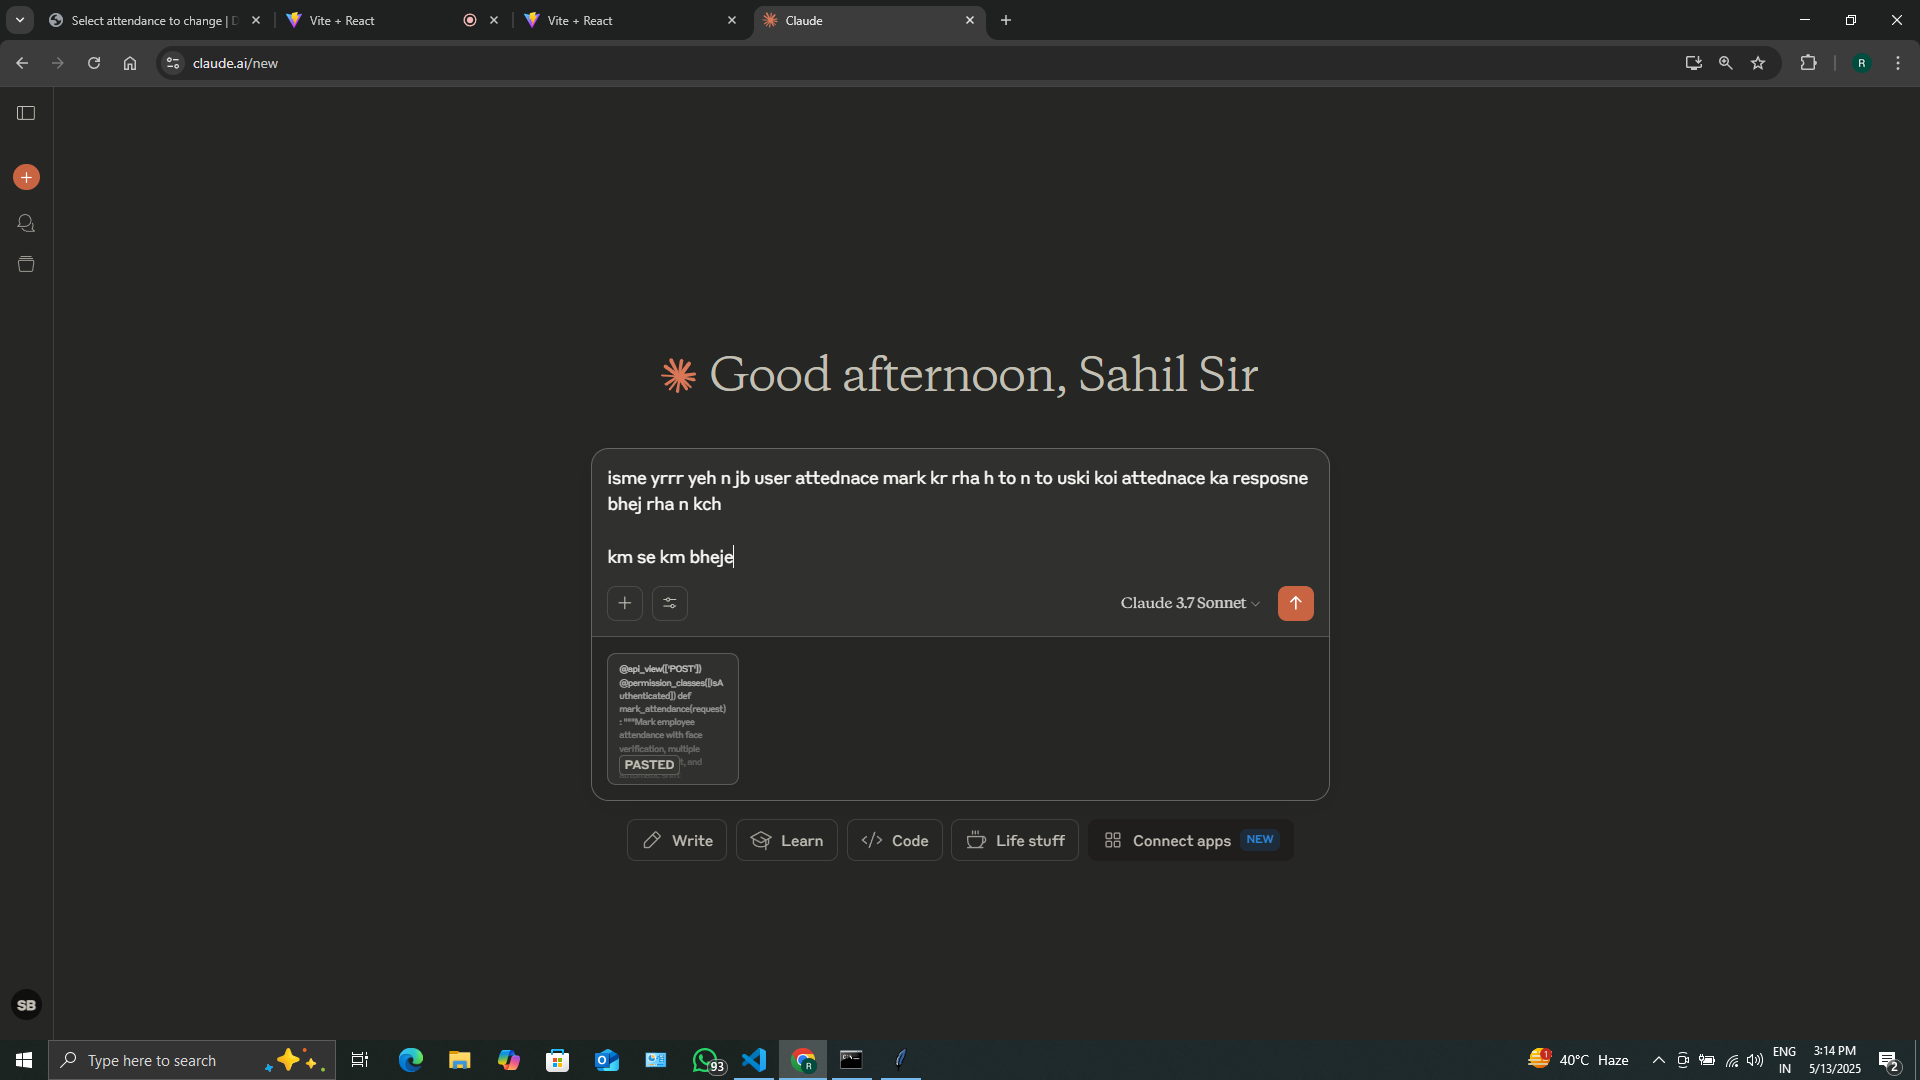 Select attendance to change | D
Vite + React
Vite + React
Claude
claude.ai/new
R
Good afternoon, Sahil Sir
isme yrrr yeh n jb user attednace mark kr rha h to n to uski koi attednace ka resposne
bhej rha n kch
km se km bheje
Claude 3.7 Sonnet
@api_view(['POST'])
@permission_classes([IsA
uthenticated]) def
mark_attendance(request)
: """Mark employee
attendance with face
verification, multiple
t, and
PASTED
Write
Learn
Code
Life stuff
Connect apps NEW
SB
Type here to search
93
R
1
40°C Haze
ENG
IN
3:14 PM
5/13/2025
2